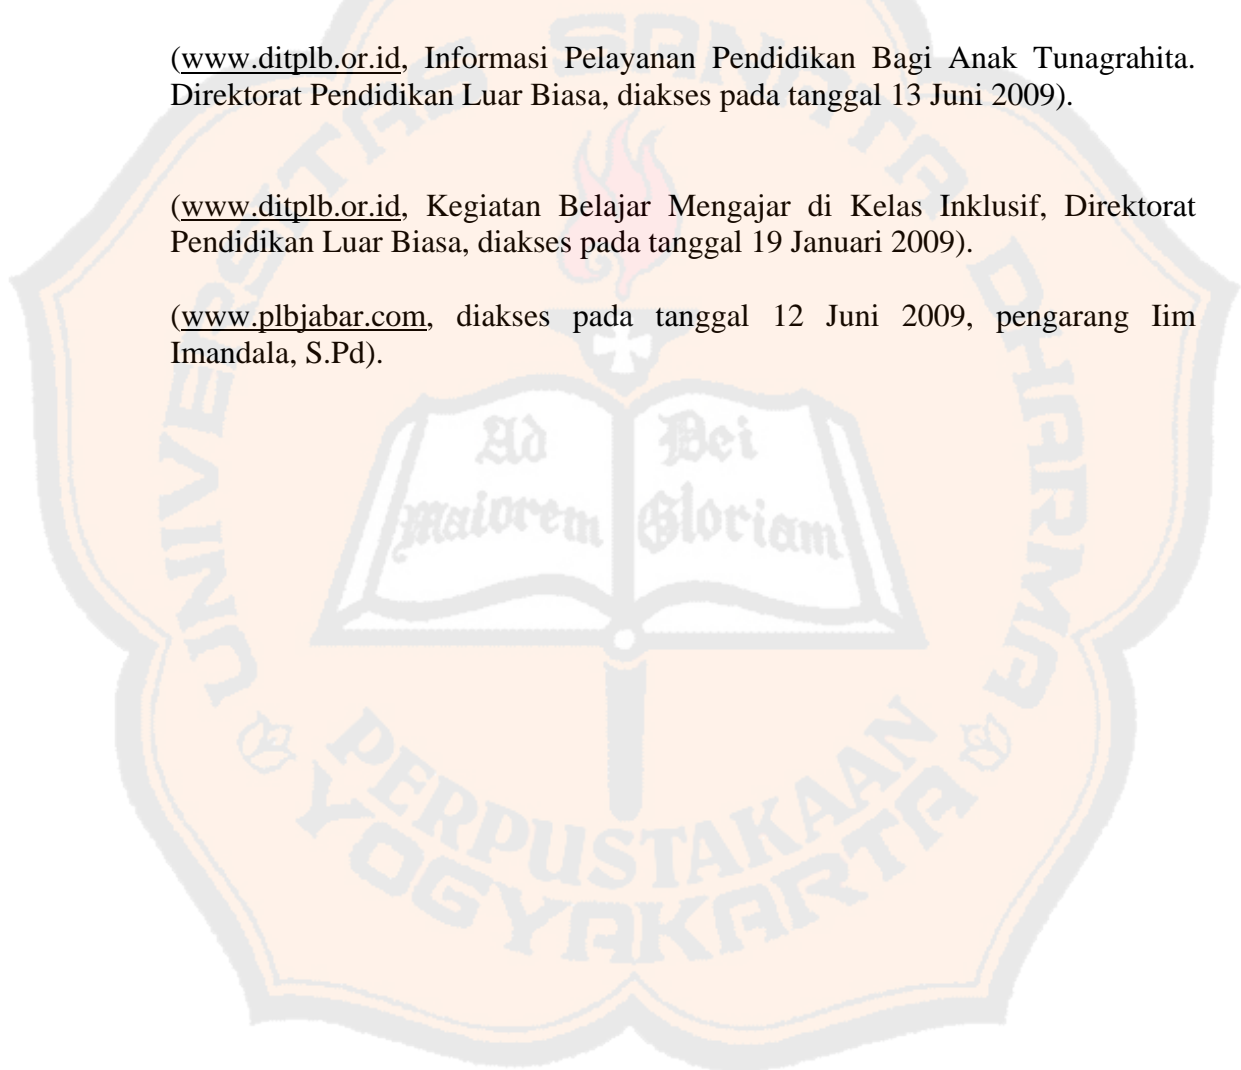 (www.ditplb.or.id, Informasi Pelayanan Pendidikan Bagi Anak Tunagrahita.
Direktorat Pendidikan Luar Biasa, diakses pada tanggal 13 Juni 2009).
(www.ditplb.or.id, Kegiatan Belajar Mengajar di Kelas Inklusif, Direktorat
Pendidikan Luar Biasa, diakses pada tanggal 19 Januari 2009).
(www.plbjabar.com, diakses pada tanggal 12 Juni 2009, pengarang Iim
Imandala, S.Pd).
UNIVERSITAS SANATA DHARMA
Ad Dei
maiorem Gloriam
PERPUSTAKAAN
YOGYAKARTA